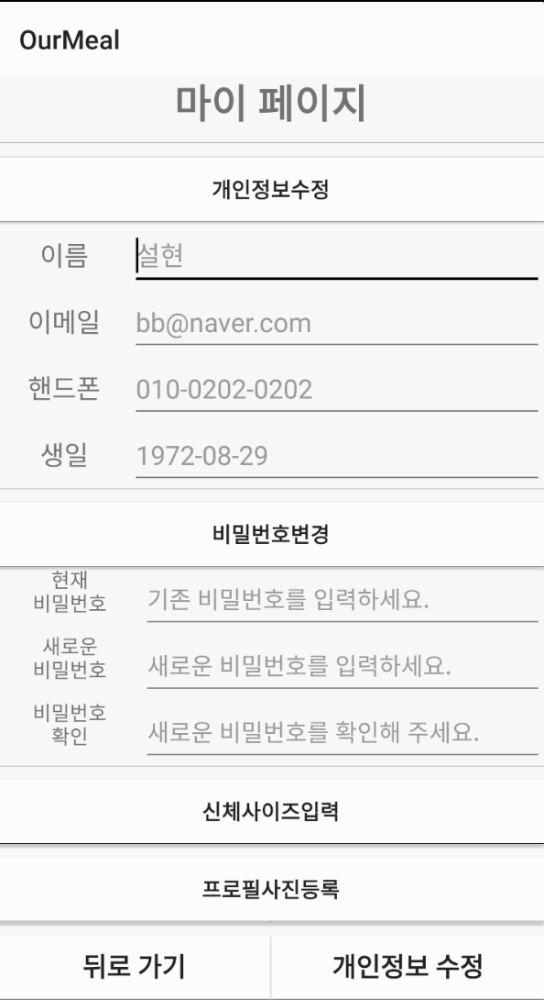 OurMeal
마이 페이지
개인정보수정
이름 설현
이메일 bb@naver.com
핸드폰 010-0202-0202
생일 1972-08-29
비밀번호변경
현재
비밀번호 기존 비밀번호를 입력하세요.
새로운
비밀번호 새로운 비밀번호를 입력하세요.
비밀번호
확인 새로운 비밀번호를 확인해 주세요.
신체사이즈입력
프로필사진등록
뒤로 가기 개인정보 수정